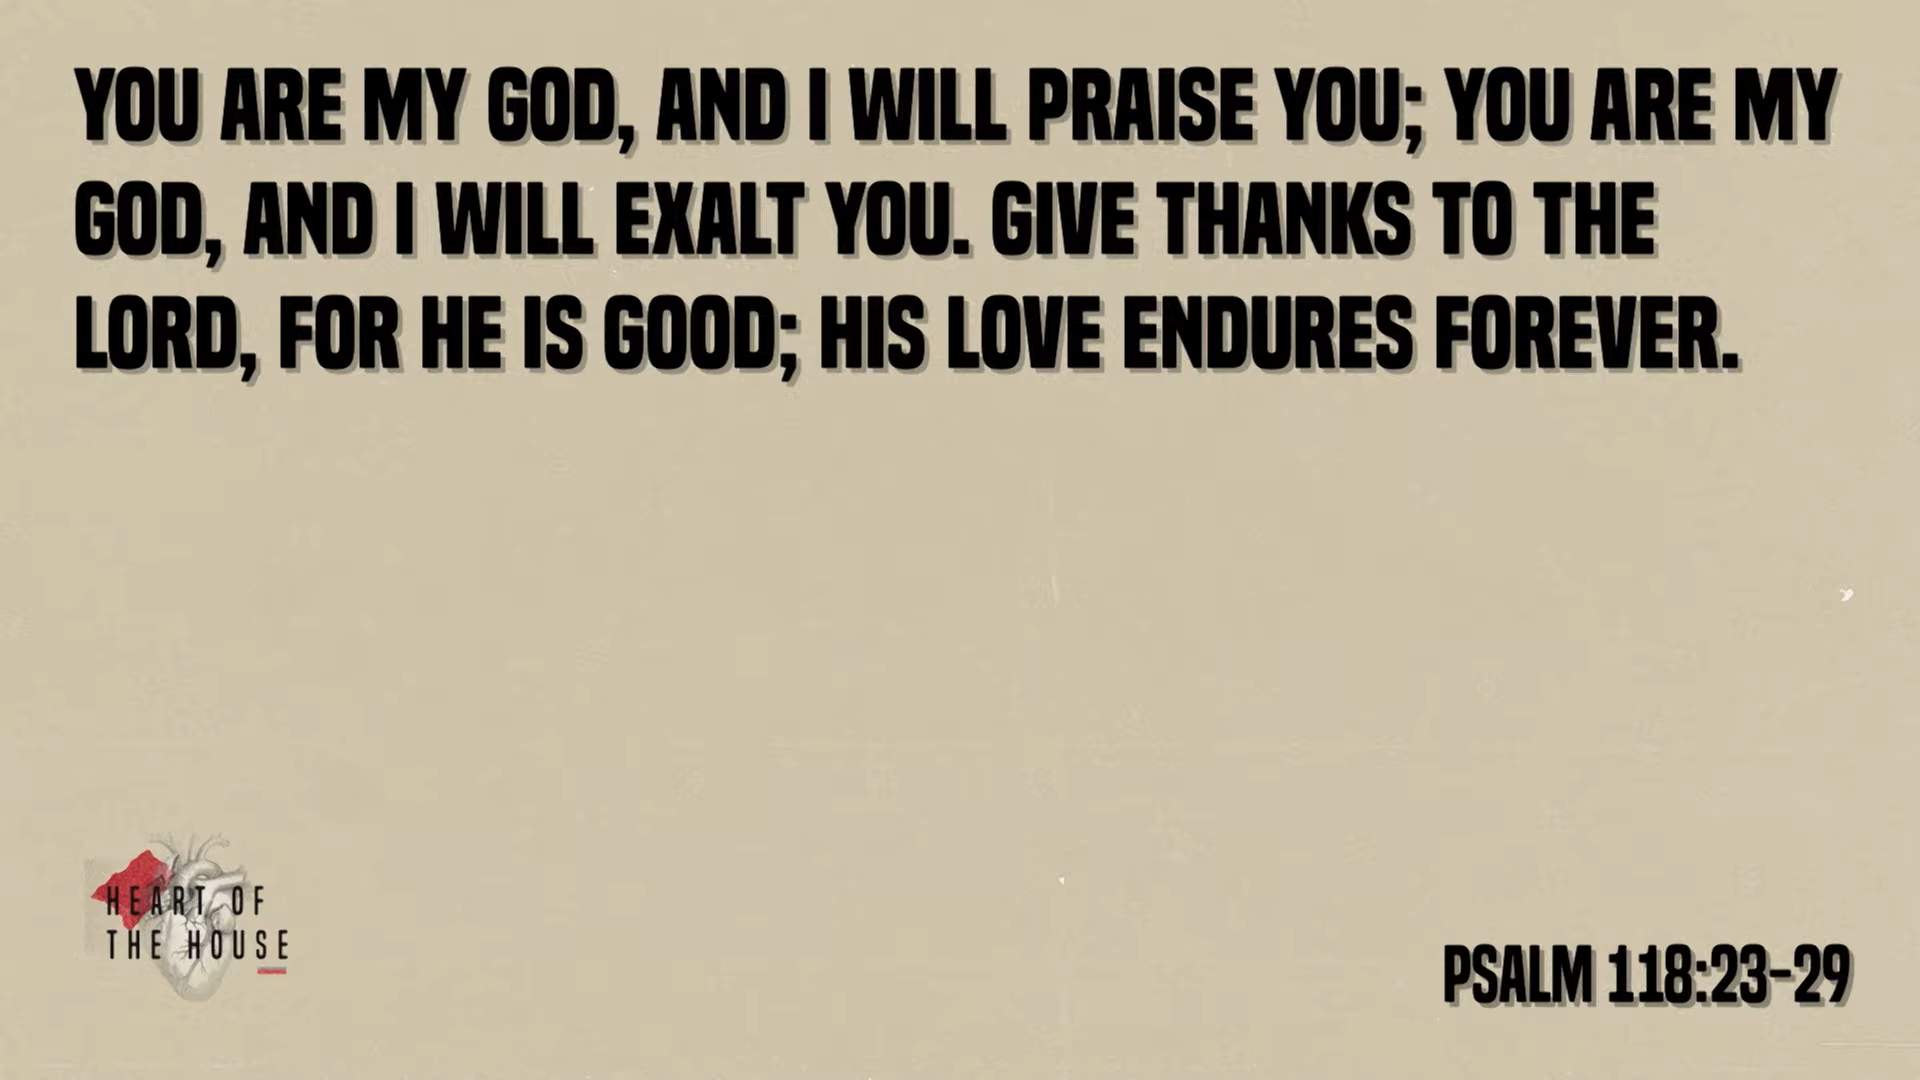 YOU ARE MY GOD, AND I WILL PRAISE YOU; YOU ARE MY
GOD, AND I WILL EXALT YOU. GIVE THANKS TO THE
LORD, FOR HE IS GOOD; HIS LOVE ENDURES FOREVER.
HEART OF
THE HOUSE
PSALM 118:23-29